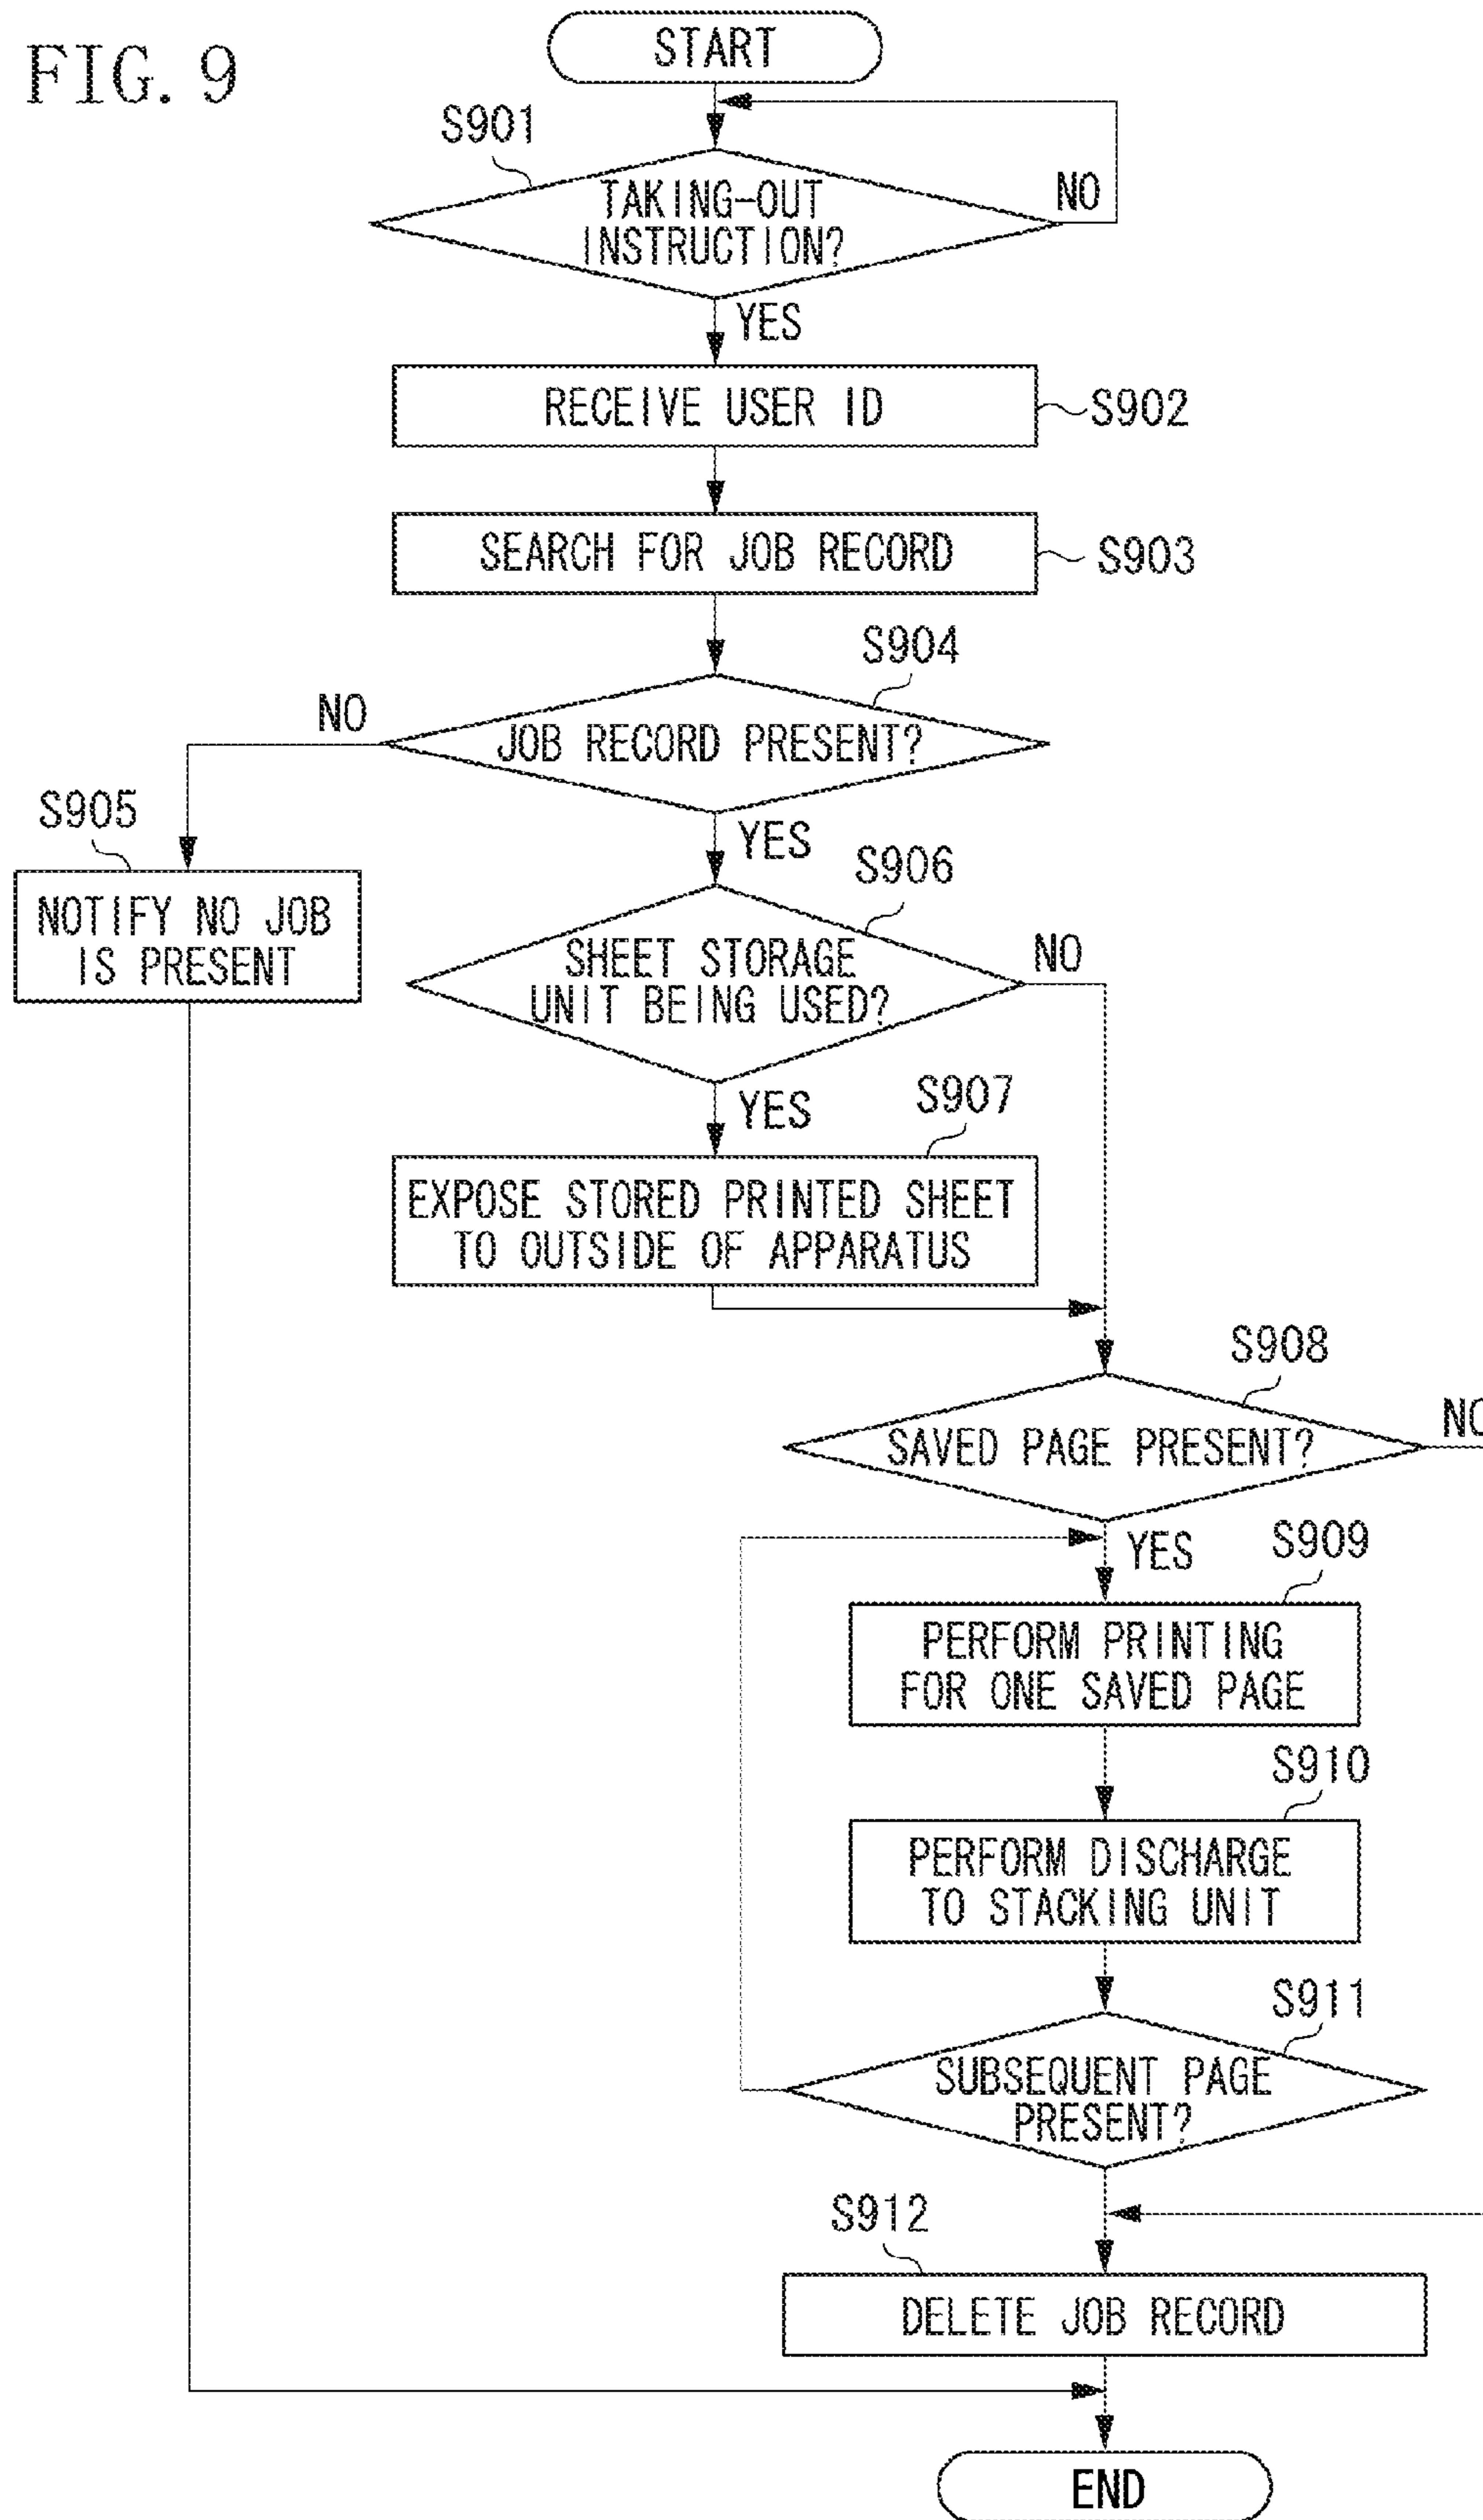 FIG. 9
START
S901
TAKING-OUT
INSTRUCTION?
NO
YES
RECEIVE USER ID
S902
SEARCH FOR JOB RECORD
S903
S904
NO
JOB RECORD PRESENT?
S905
YES
S906
NOTIFY NO JOB
IS PRESENT
SHEET STORAGE
UNIT BEING USED?
NO
YES
S907
EXPOSE STORED PRINTED SHEET
TO OUTSIDE OF APPARATUS
S908
SAVED PAGE PRESENT?
NO
YES
S909
PERFORM PRINTING
FOR ONE SAVED PAGE
S910
PERFORM DISCHARGE
TO STACKING UNIT
S911
SUBSEQUENT PAGE
PRESENT?
S912
DELETE JOB RECORD
END